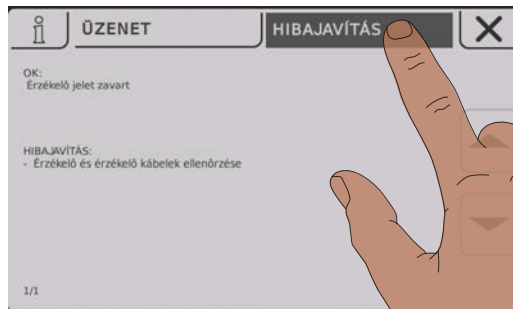 ÜZENET
HIBAJAVÍTÁS
OK:
Érzékelő jelet zavart
HIBAJAVÍTÁS:
- Érzékelő és érzékelő kábelek ellenőrzése
1/1